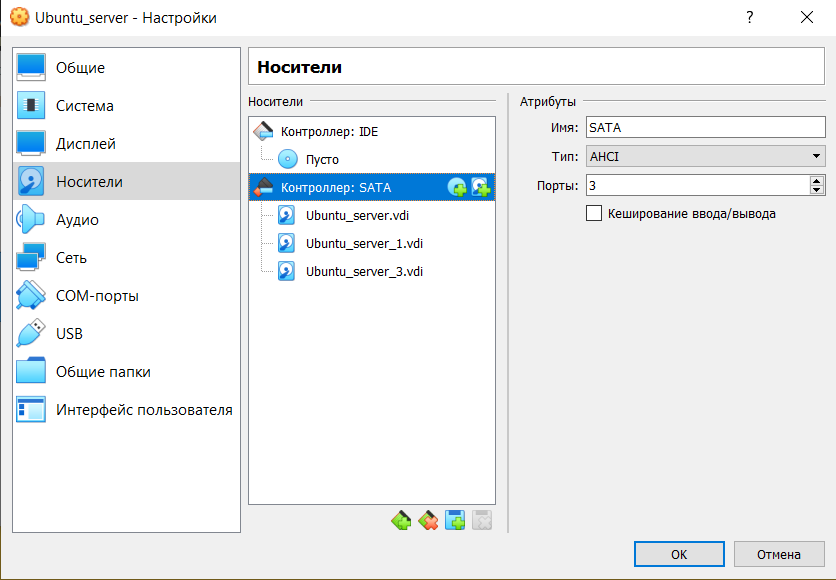 Ubuntu_server - Настройки
?
Общие
Система
Дисплей
Носители
Аудио
Сеть
COM-порты
USB
Общие папки
Интерфейс пользователя
Носители
Носители
Контроллер: IDE
Пусто
Контроллер: SATA
Ubuntu_server.vdi
Ubuntu_server_1.vdi
Ubuntu_server_3.vdi
Атрибуты
Имя: SATA
Тип: AHCI
Порты: 3
Кеширование ввода/вывода
OK
Отмена